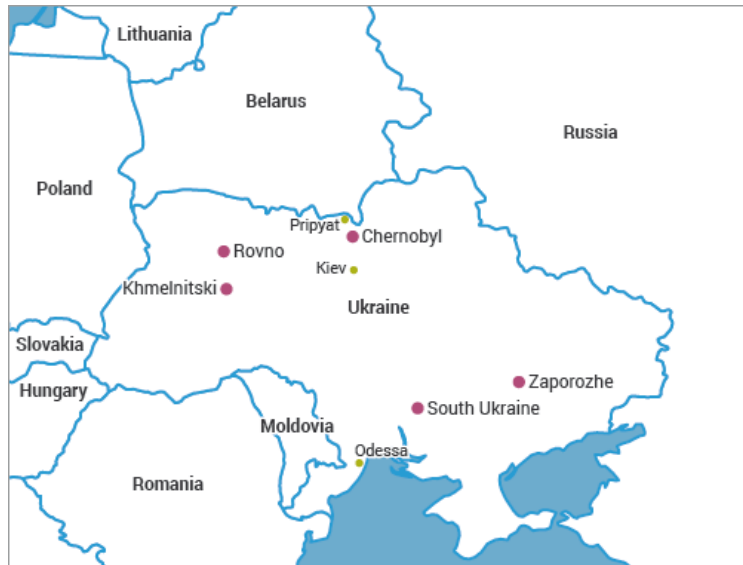 Lithuania
Belarus
Russia
Poland
Pripyat
Chernobyl
Rovno
Kiev
Khmelnitski
Ukraine
Slovakia
Hungary
Zaporozhe
South Ukraine
Moldovia
Odessa
Romania